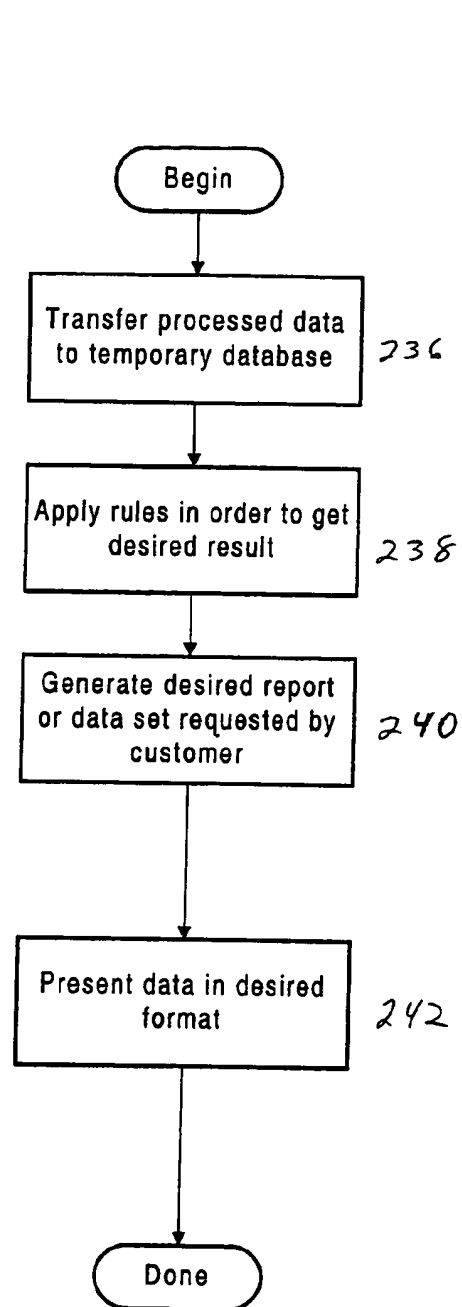 Begin
Transfer processed data
to temporary database
236
Apply rules in order to get
desired result
238
Generate desired report
or data set requested by
customer
240
Present data in desired
format
242
Done